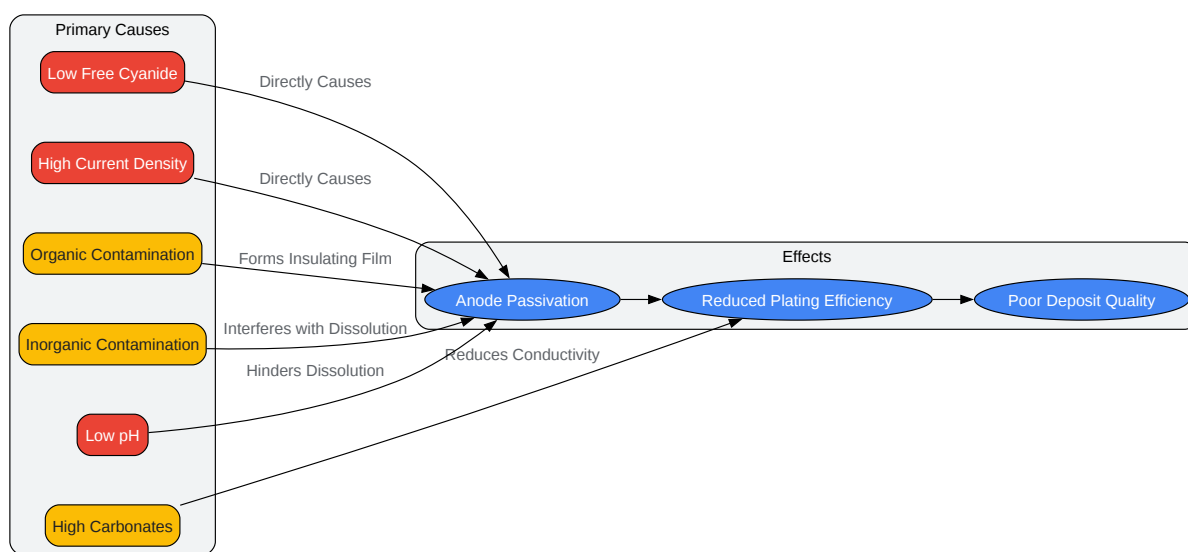 Primary Causes
Low Free Cyanide
Directly Causes
High Current Density
Directly Causes
Organic Contamination
Forms Insulating Film
Inorganic Contamination
Interferes with Dissolution
Low pH
Hinders Dissolution
High Carbonates
Reduces Conductivity
Effects
Anode Passivation
Reduced Plating Efficiency
Poor Deposit Quality